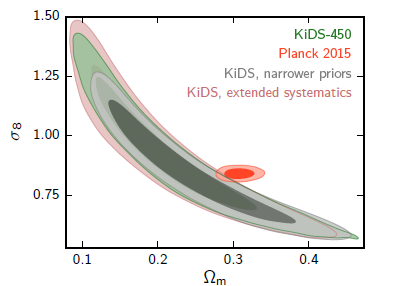 1.50
1.25
1.00
0.75
σ8
KiDS-450
Planck 2015
KiDS, narrower priors
KiDS, extended systematics
0.1 0.2 0.3 0.4
Ωm